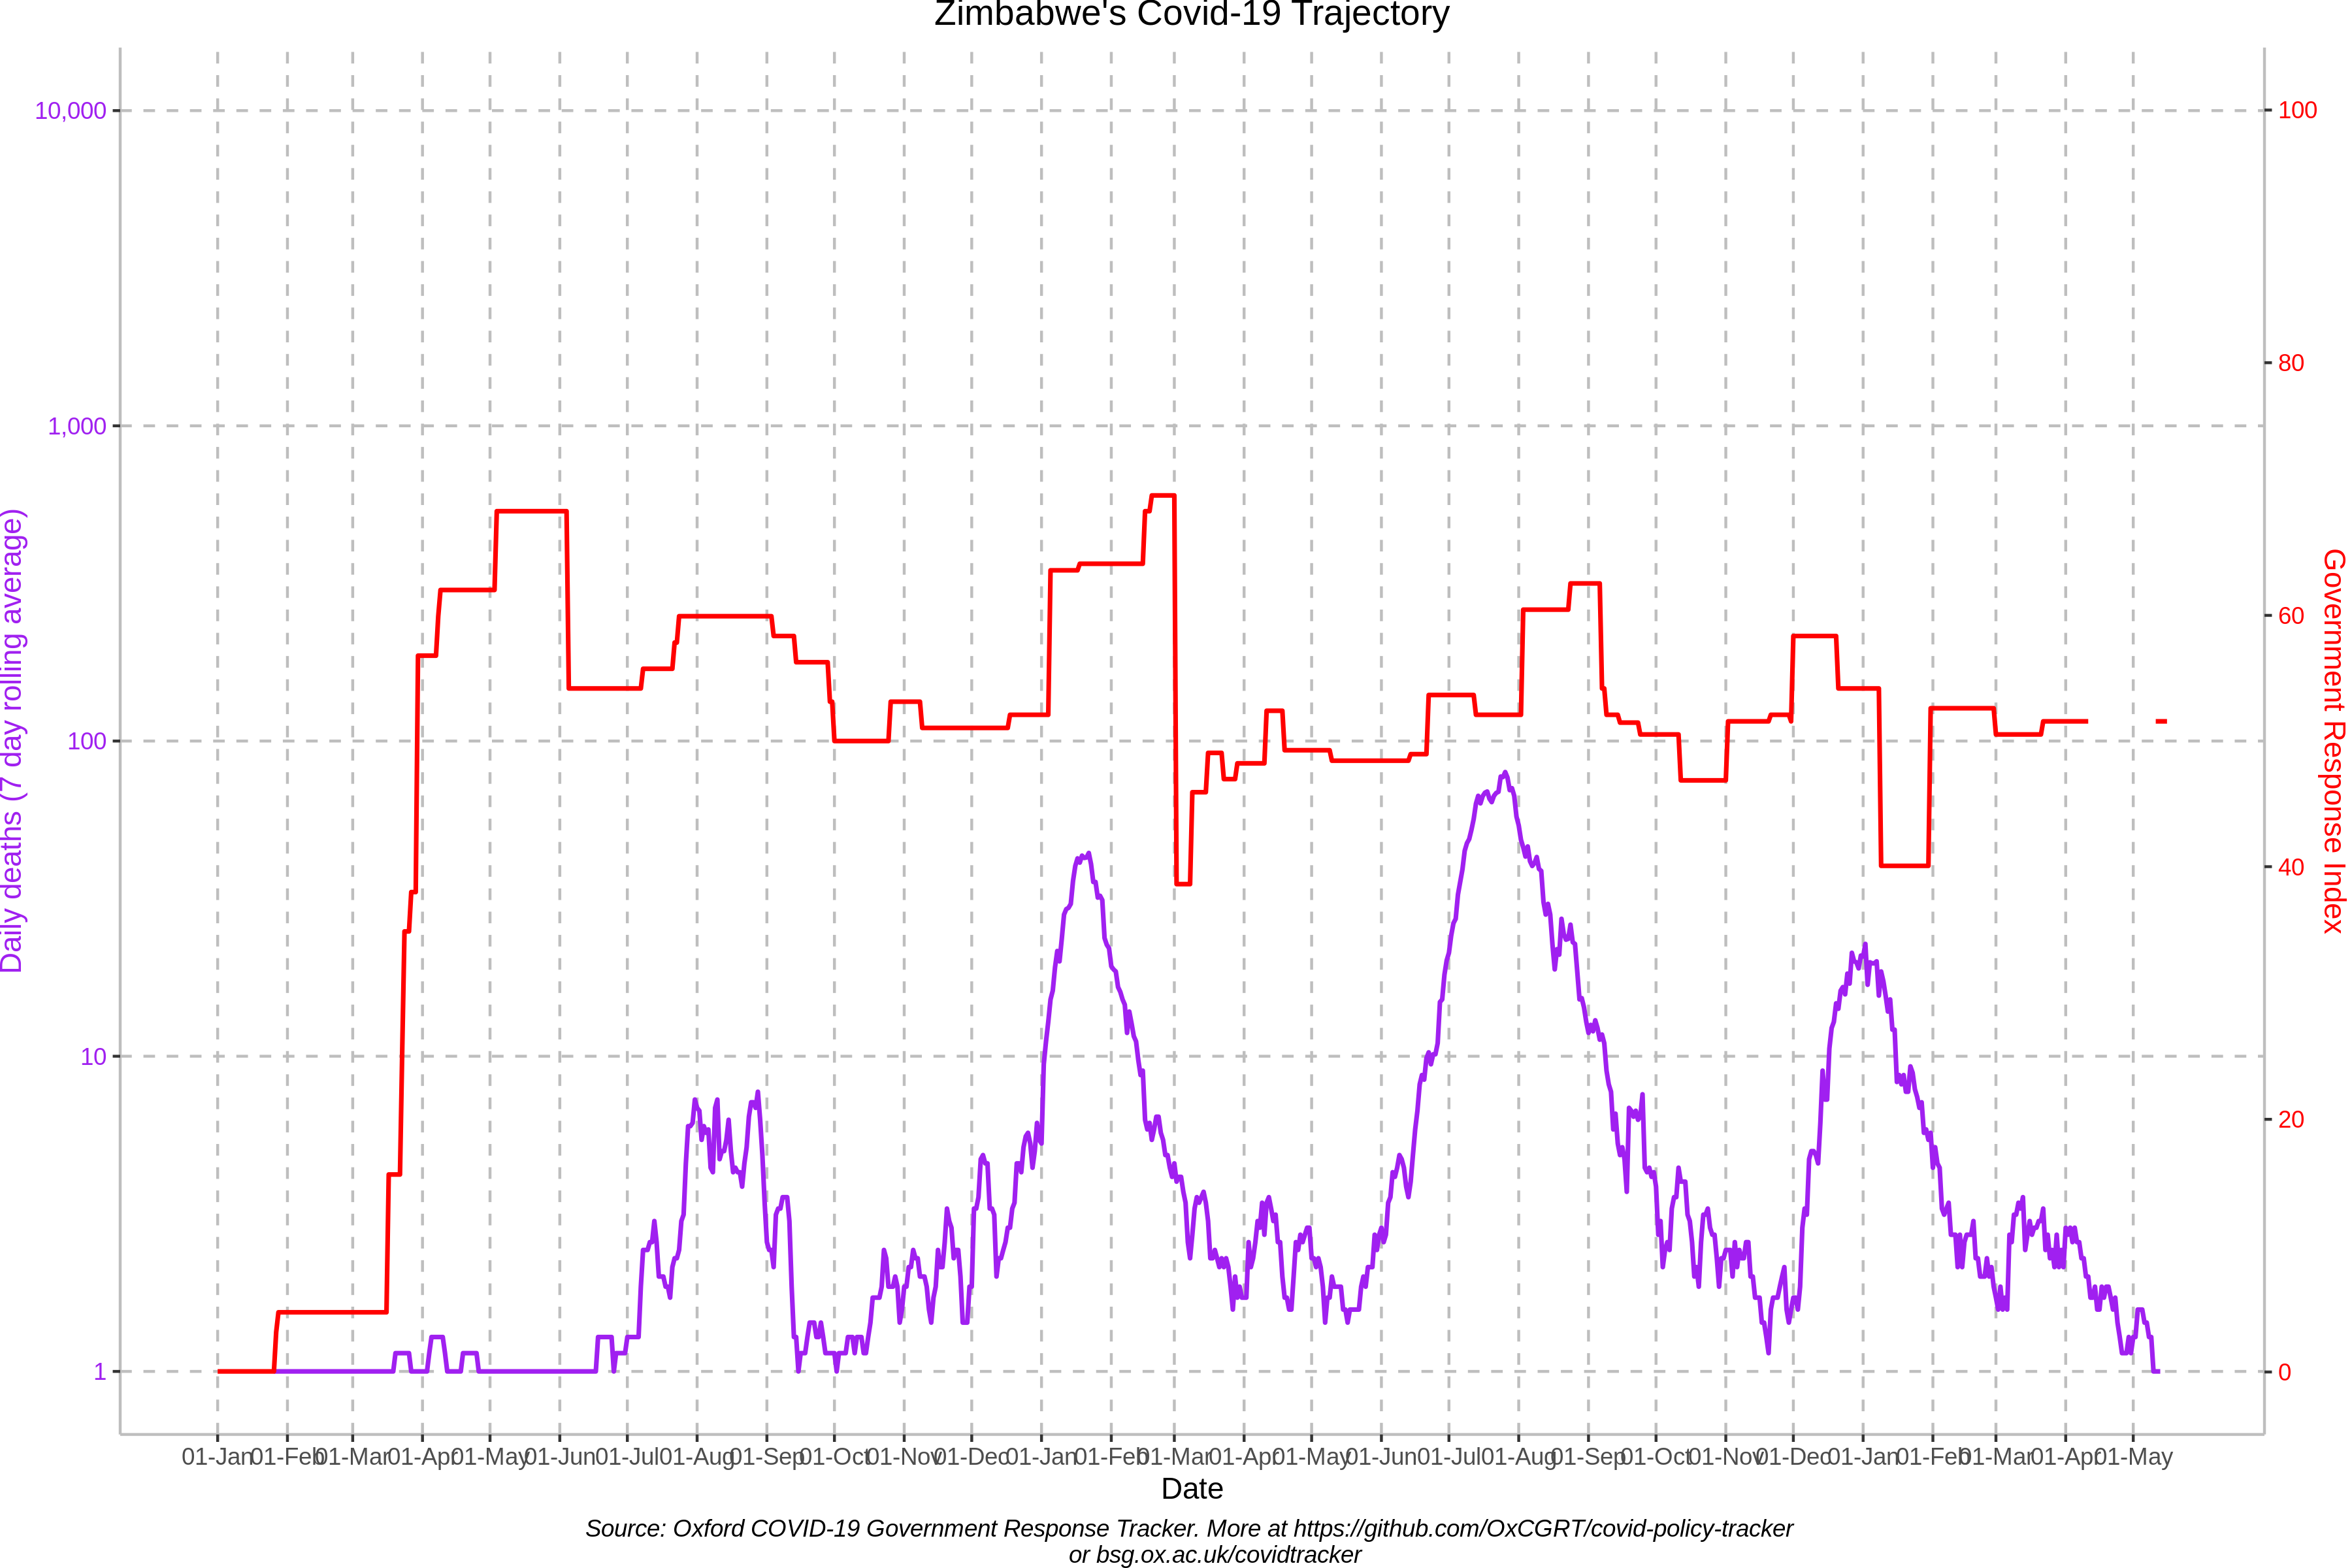 Zimbabwe's Covid-19 Trajectory
10,000
1,000
100
10
1
Daily deaths (7 day rolling average)
100
80
60
40
20
0
Government Response Index
01-Jan 01-Feb 01-Mar 01-Apr 01-May 01-Jun 01-Jul 01-Aug 01-Sep 01-Oct 01-Nov 01-Dec 01-Jan 01-Feb 01-Mar 01-Apr 01-May 01-Jun 01-Jul 01-Aug 01-Sep 01-Oct 01-Nov 01-Dec 01-Jan 01-Feb 01-Mar 01-Apr 01-May
Date
Source: Oxford COVID-19 Government Response Tracker. More at https://github.com/OxCGRT/covid-policy-tracker
or bsg.ox.ac.uk/covidtracker